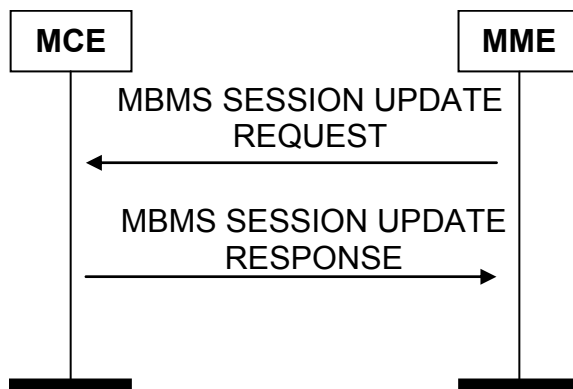 MCE
MME
MBMS SESSION UPDATE
REQUEST
MBMS SESSION UPDATE
RESPONSE